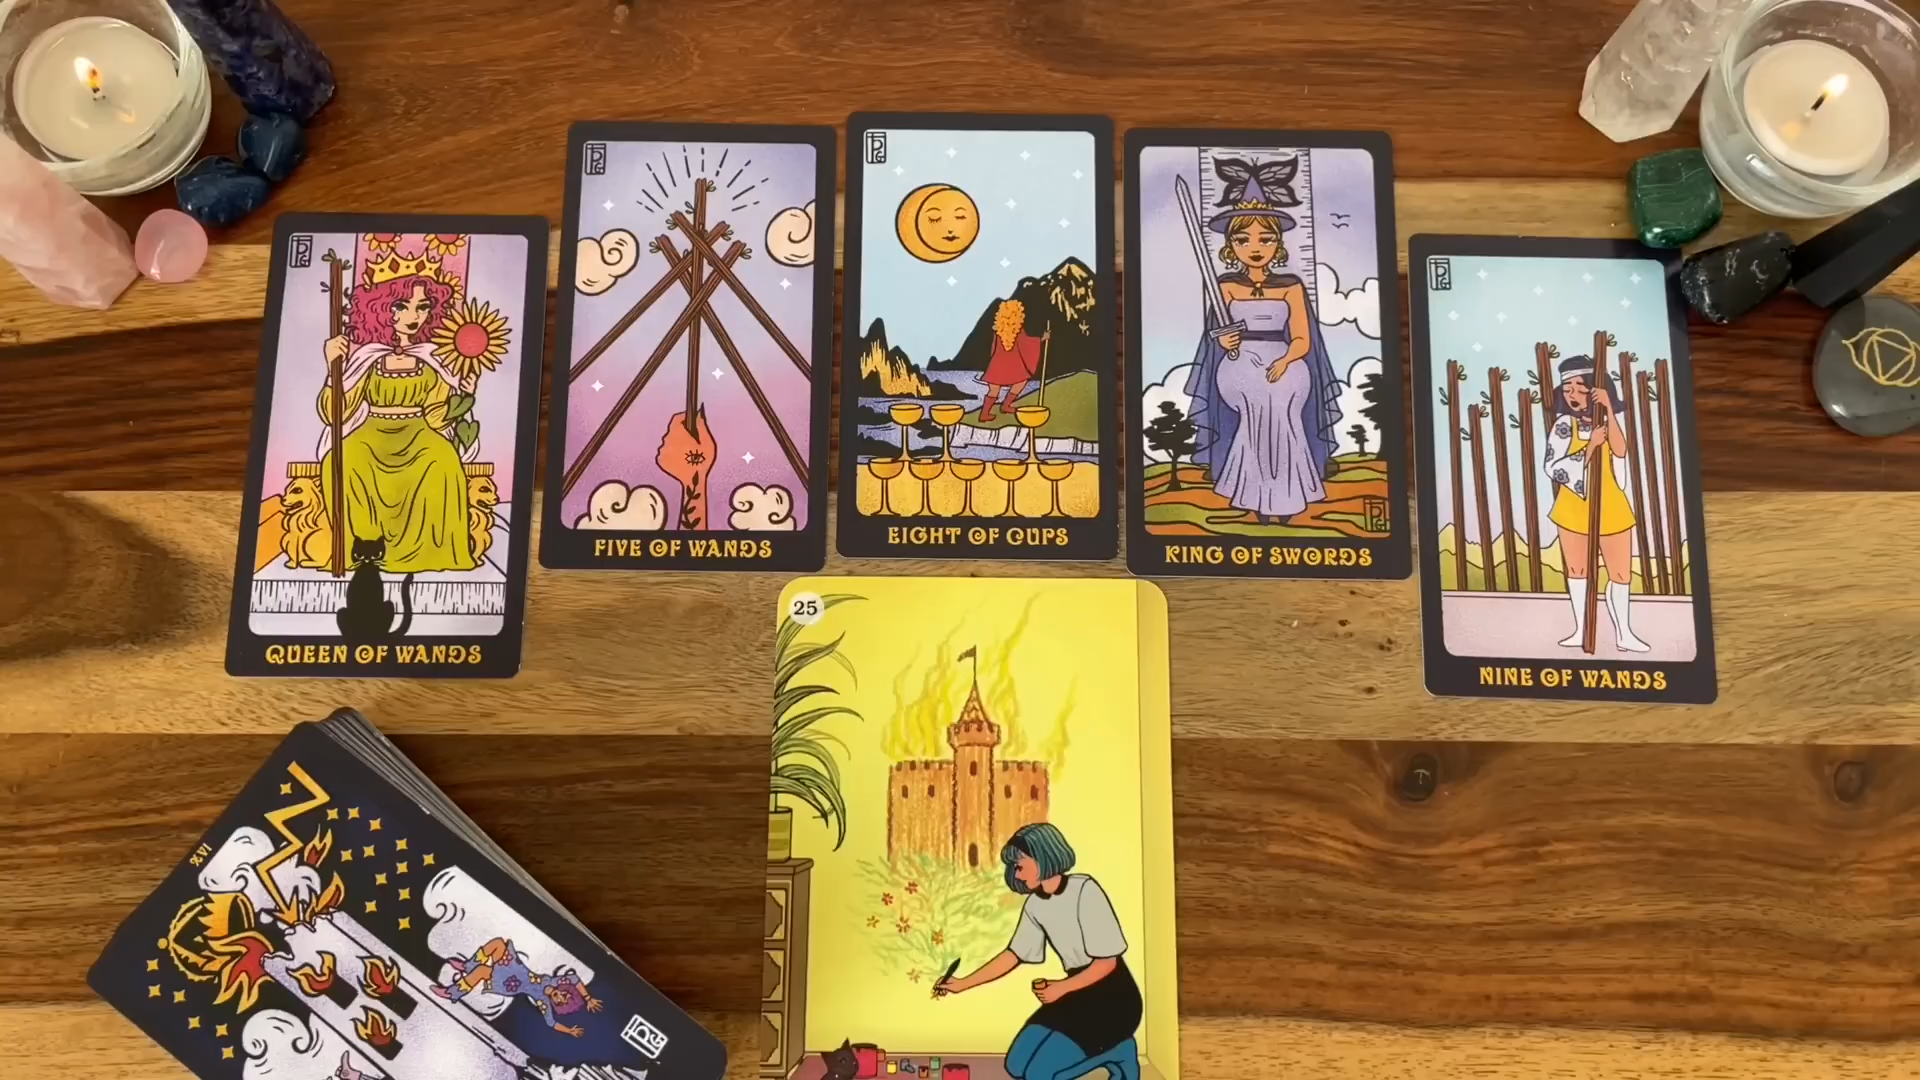 QUEEN OF WANDS
FIVE OF WANDS
EIGHT OF CUPS
KING OF SWORDS
NINE OF WANDS
25
XVI